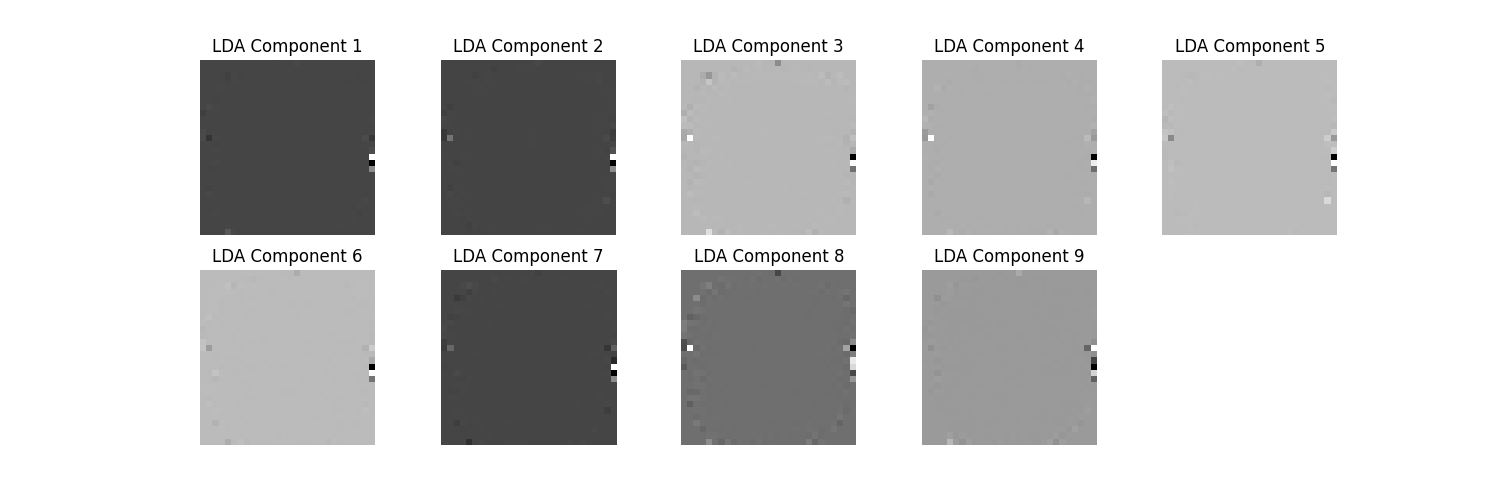 LDA Component 1
LDA Component 2
LDA Component 3
LDA Component 4
LDA Component 5
LDA Component 6
LDA Component 7
LDA Component 8
LDA Component 9